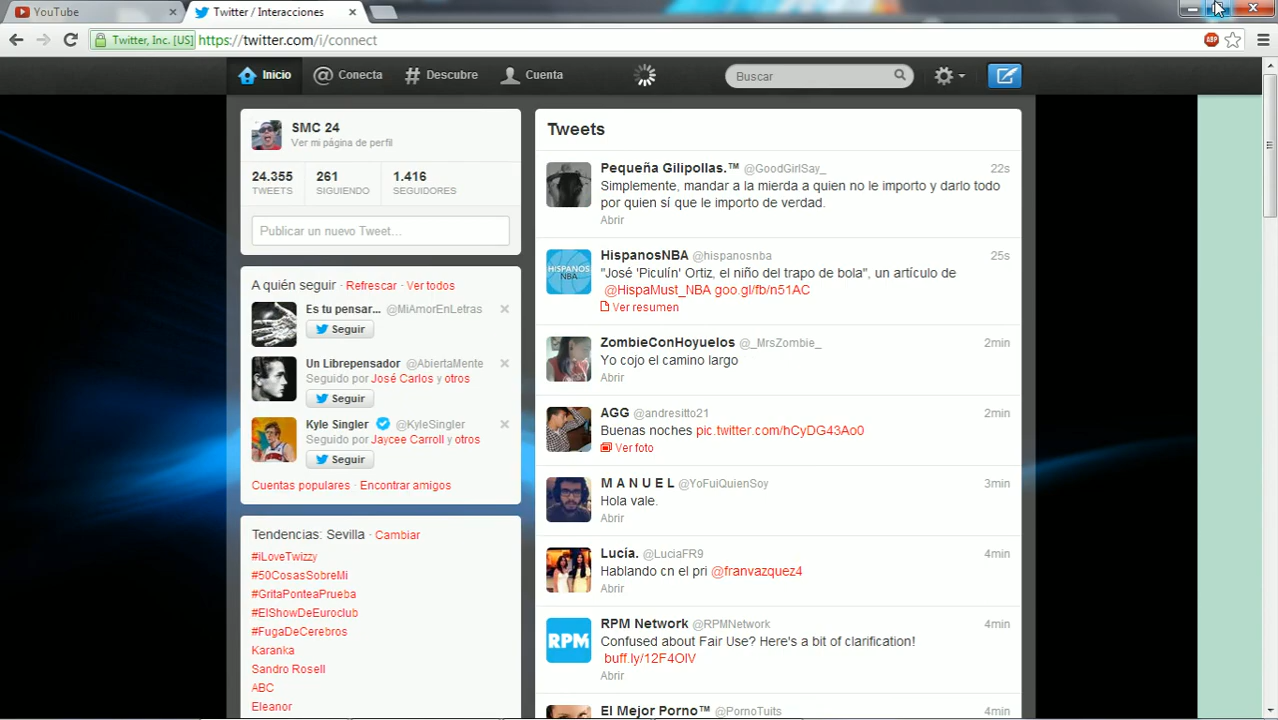 YouTube
Twitter / Interacciones
Twitter, Inc. [US]
https://twitter.com/i/connect
ABP
Inicio
@ Conecta
# Descubre
Cuenta
Buscar
SMC 24
Ver mi página de perfil
24.355
TWEETS
261
SIGUIENDO
1.416
SEGUIDORES
Publicar un nuevo Tweet...
A quién seguir · Refrescar · Ver todos
Es tu pensar... @MiAmorEnLetras
Seguir
Un Librepensador @AbiertaMente
Seguido por José Carlos y otros
Seguir
Kyle Singler @KyleSingler
Seguido por Jaycee Carroll y otros
Seguir
Cuentas populares · Encontrar amigos
Tendencias: Sevilla · Cambiar
#iLoveTwizzy
#50CosasSobreMi
#GritaPonteaPrueba
#ElShowDeEuroclub
#FugaDeCerebros
Karanka
Sandro Rosell
ABC
Eleanor
Tweets
Pequeña Gilipollas.™ @GoodGirlSay_ 22s
Simplemente, mandar a la mierda a quien no le importo y darlo todo
por quien sí que le importo de verdad.
Abrir
HISPANOS
NBA
HispanosNBA @hispanosnba 25s
"José 'Piculín' Ortiz, el niño del trapo de bola", un artículo de
@HispaMust_NBA goo.gl/fb/n51AC
Ver resumen
ZombieConHoyuelos @_MrsZombie_ 2min
Yo cojo el camino largo
Abrir
AGG @andresitto21 2min
Buenas noches pic.twitter.com/hCyDG43Ao0
Ver foto
M A N U E L @YoFuiQuienSoy 3min
Hola vale.
Abrir
Lucía. @LuciaFR9 4min
Hablando cn el pri @franvazquez4
Abrir
RPM
RPM Network @RPMNetwork 4min
Confused about Fair Use? Here's a bit of clarification!
buff.ly/12F4OlV
Abrir
El Mejor Porno™ @PornoTuits 4min